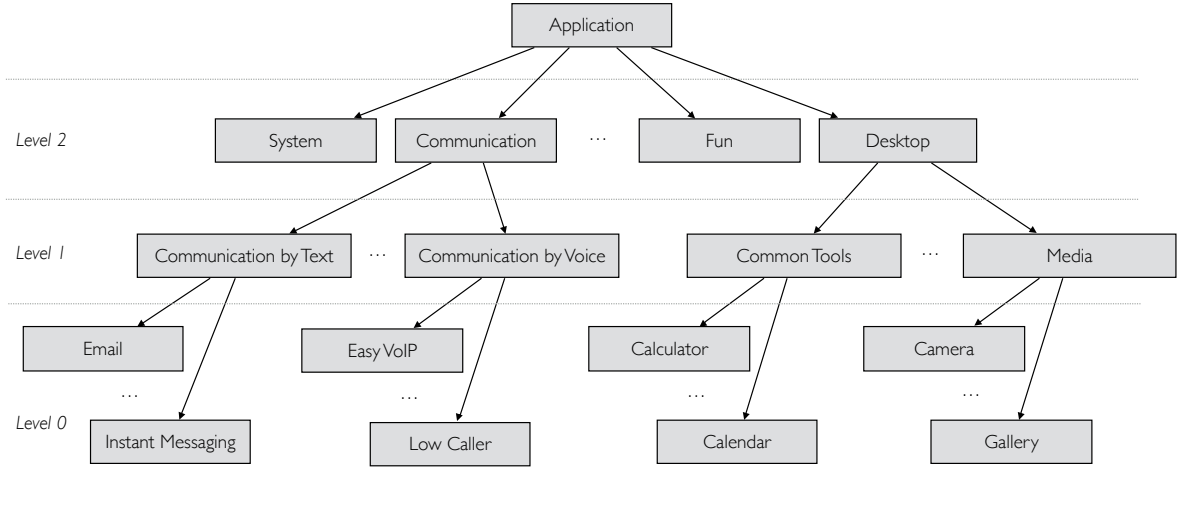 Application
Level 2
System
Communication
...
Fun
Desktop
Level 1
Communication by Text
...
Communication by Voice
Common Tools
...
Media
Email
Easy VoIP
Calculator
Camera
...
...
...
...
Level 0
Instant Messaging
Low Caller
Calendar
Gallery